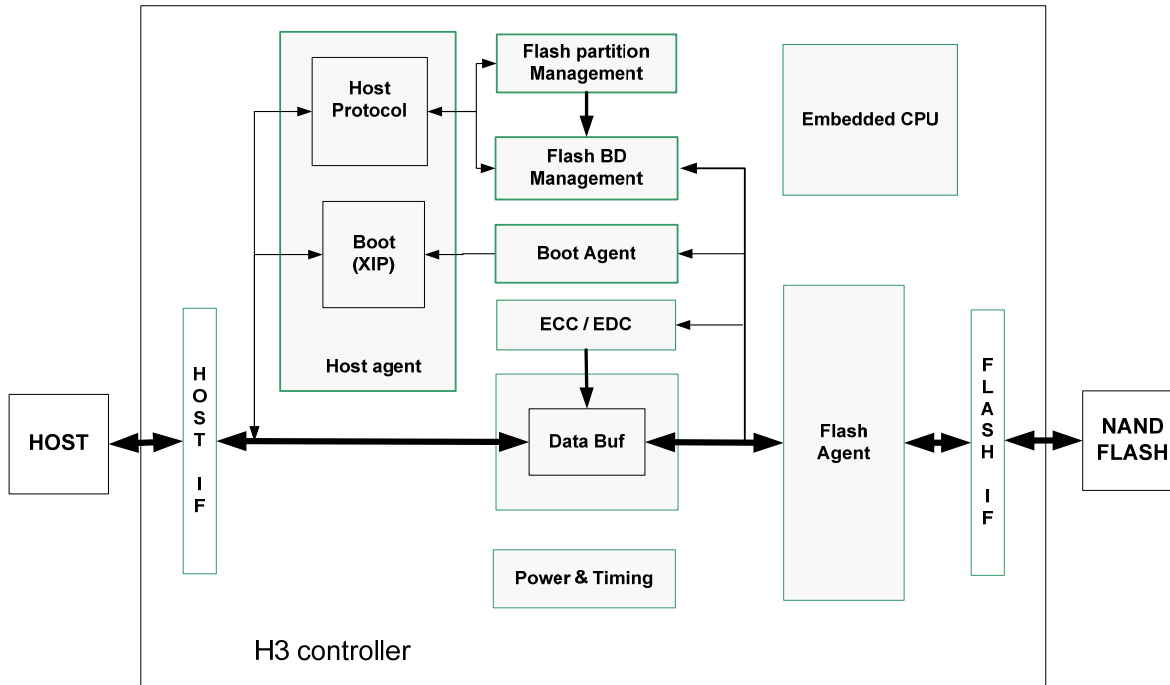 Flash partition
Management
Host
Protocol
Embedded CPU
Flash BD
Management
Boot
(XIP)
Boot Agent
ECC / EDC
Host agent
HOST
HOST IF
Data Buf
Flash
Agent
FLASH IF
NAND
FLASH
Power & Timing
H3 controller